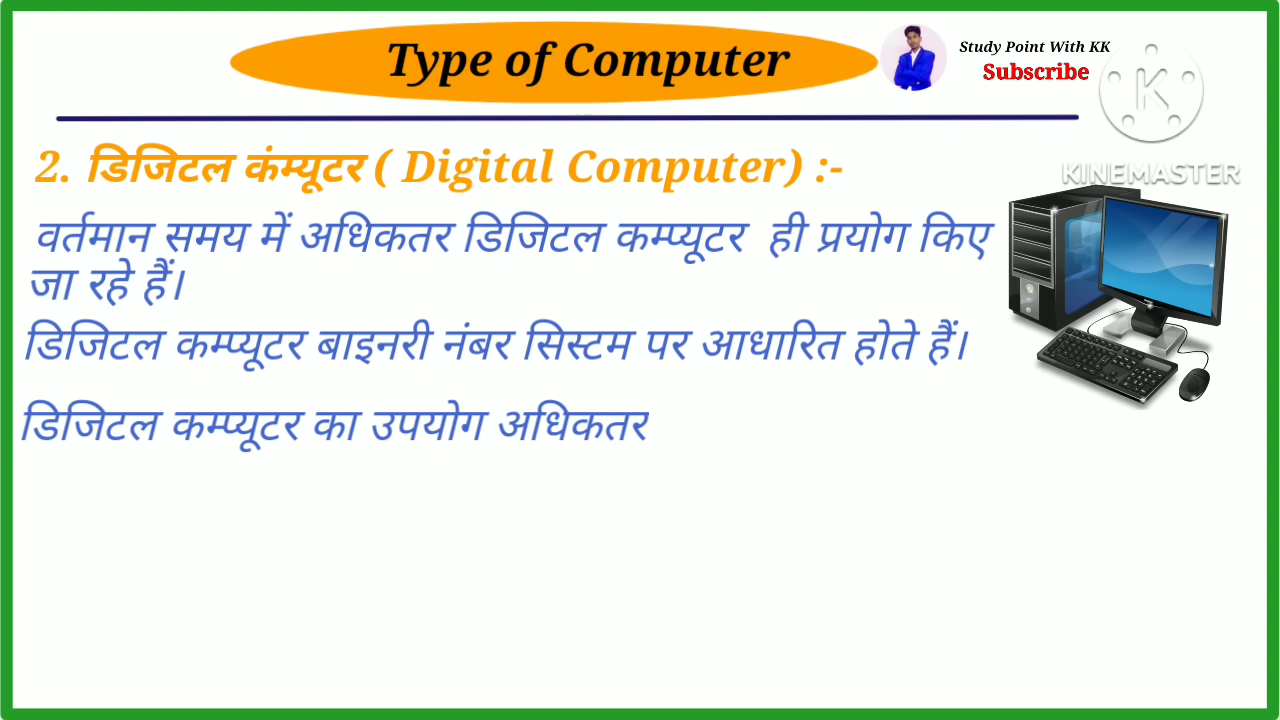 Type of Computer
Study Point With KK
Subscribe
K
KINEMASTER
2. डिजिटल कंम्यूटर ( Digital Computer) :-
वर्तमान समय में अधिकतर डिजिटल कम्प्यूटर ही प्रयोग किए
जा रहे हैं।
डिजिटल कम्प्यूटर बाइनरी नंबर सिस्टम पर आधारित होते हैं।
डिजिटल कम्प्यूटर का उपयोग अधिकतर